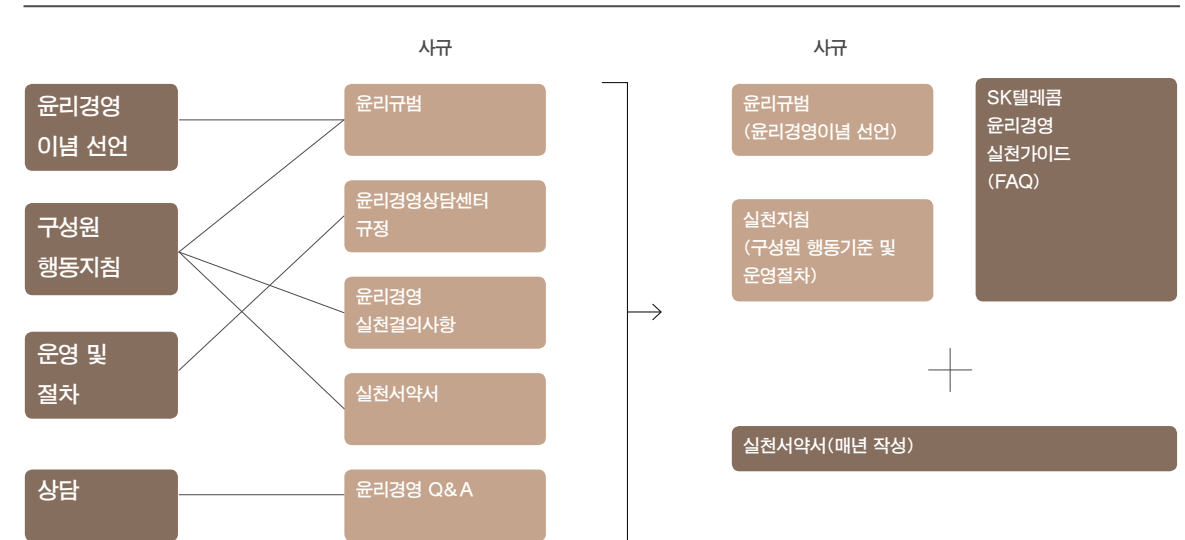 사규
사규
윤리경영
이념 선언
구성원
행동지침
운영 및
절차
상담
윤리규범
윤리경영상담센터
규정
윤리경영
실천결의사항
실천서약서
윤리경영 Q&A
윤리규범
(윤리경영이념 선언)
실천지침
(구성원 행동기준 및
운영절차)
SK텔레콤
윤리경영
실천가이드
(FAQ)
실천서약서(매년 작성)